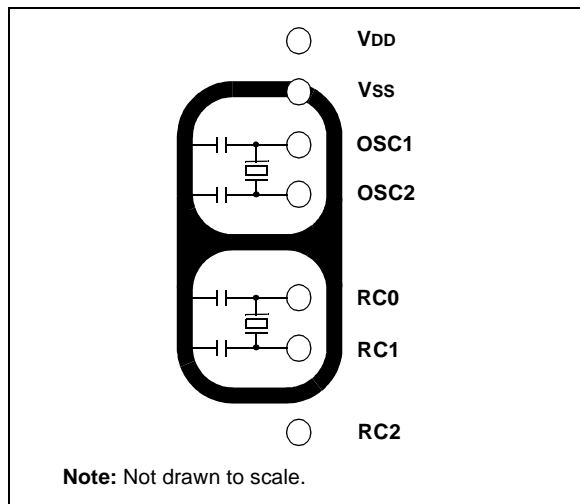 VDD
VSS
OSC1
OSC2
RC0
RC1
RC2
Note: Not drawn to scale.